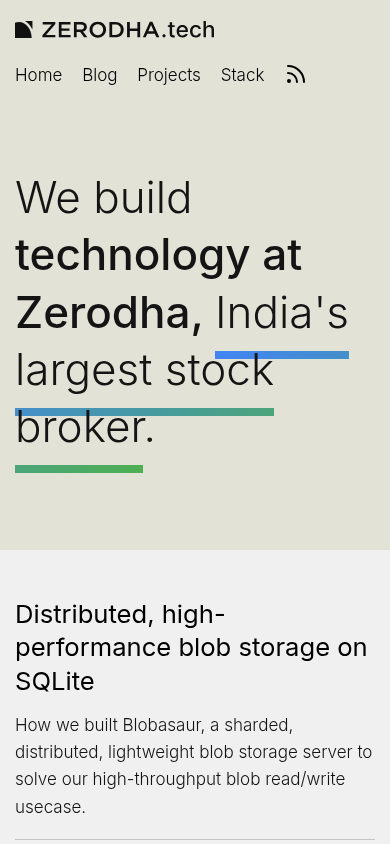 ZERODHA.tech
Home Blog Projects Stack
We build
technology at
Zerodha, India's
largest stock
broker.
Distributed, high-
performance blob storage on
SQLite
How we built Blobasaur, a sharded,
distributed, lightweight blob storage server to
solve our high-throughput blob read/write
usecase.